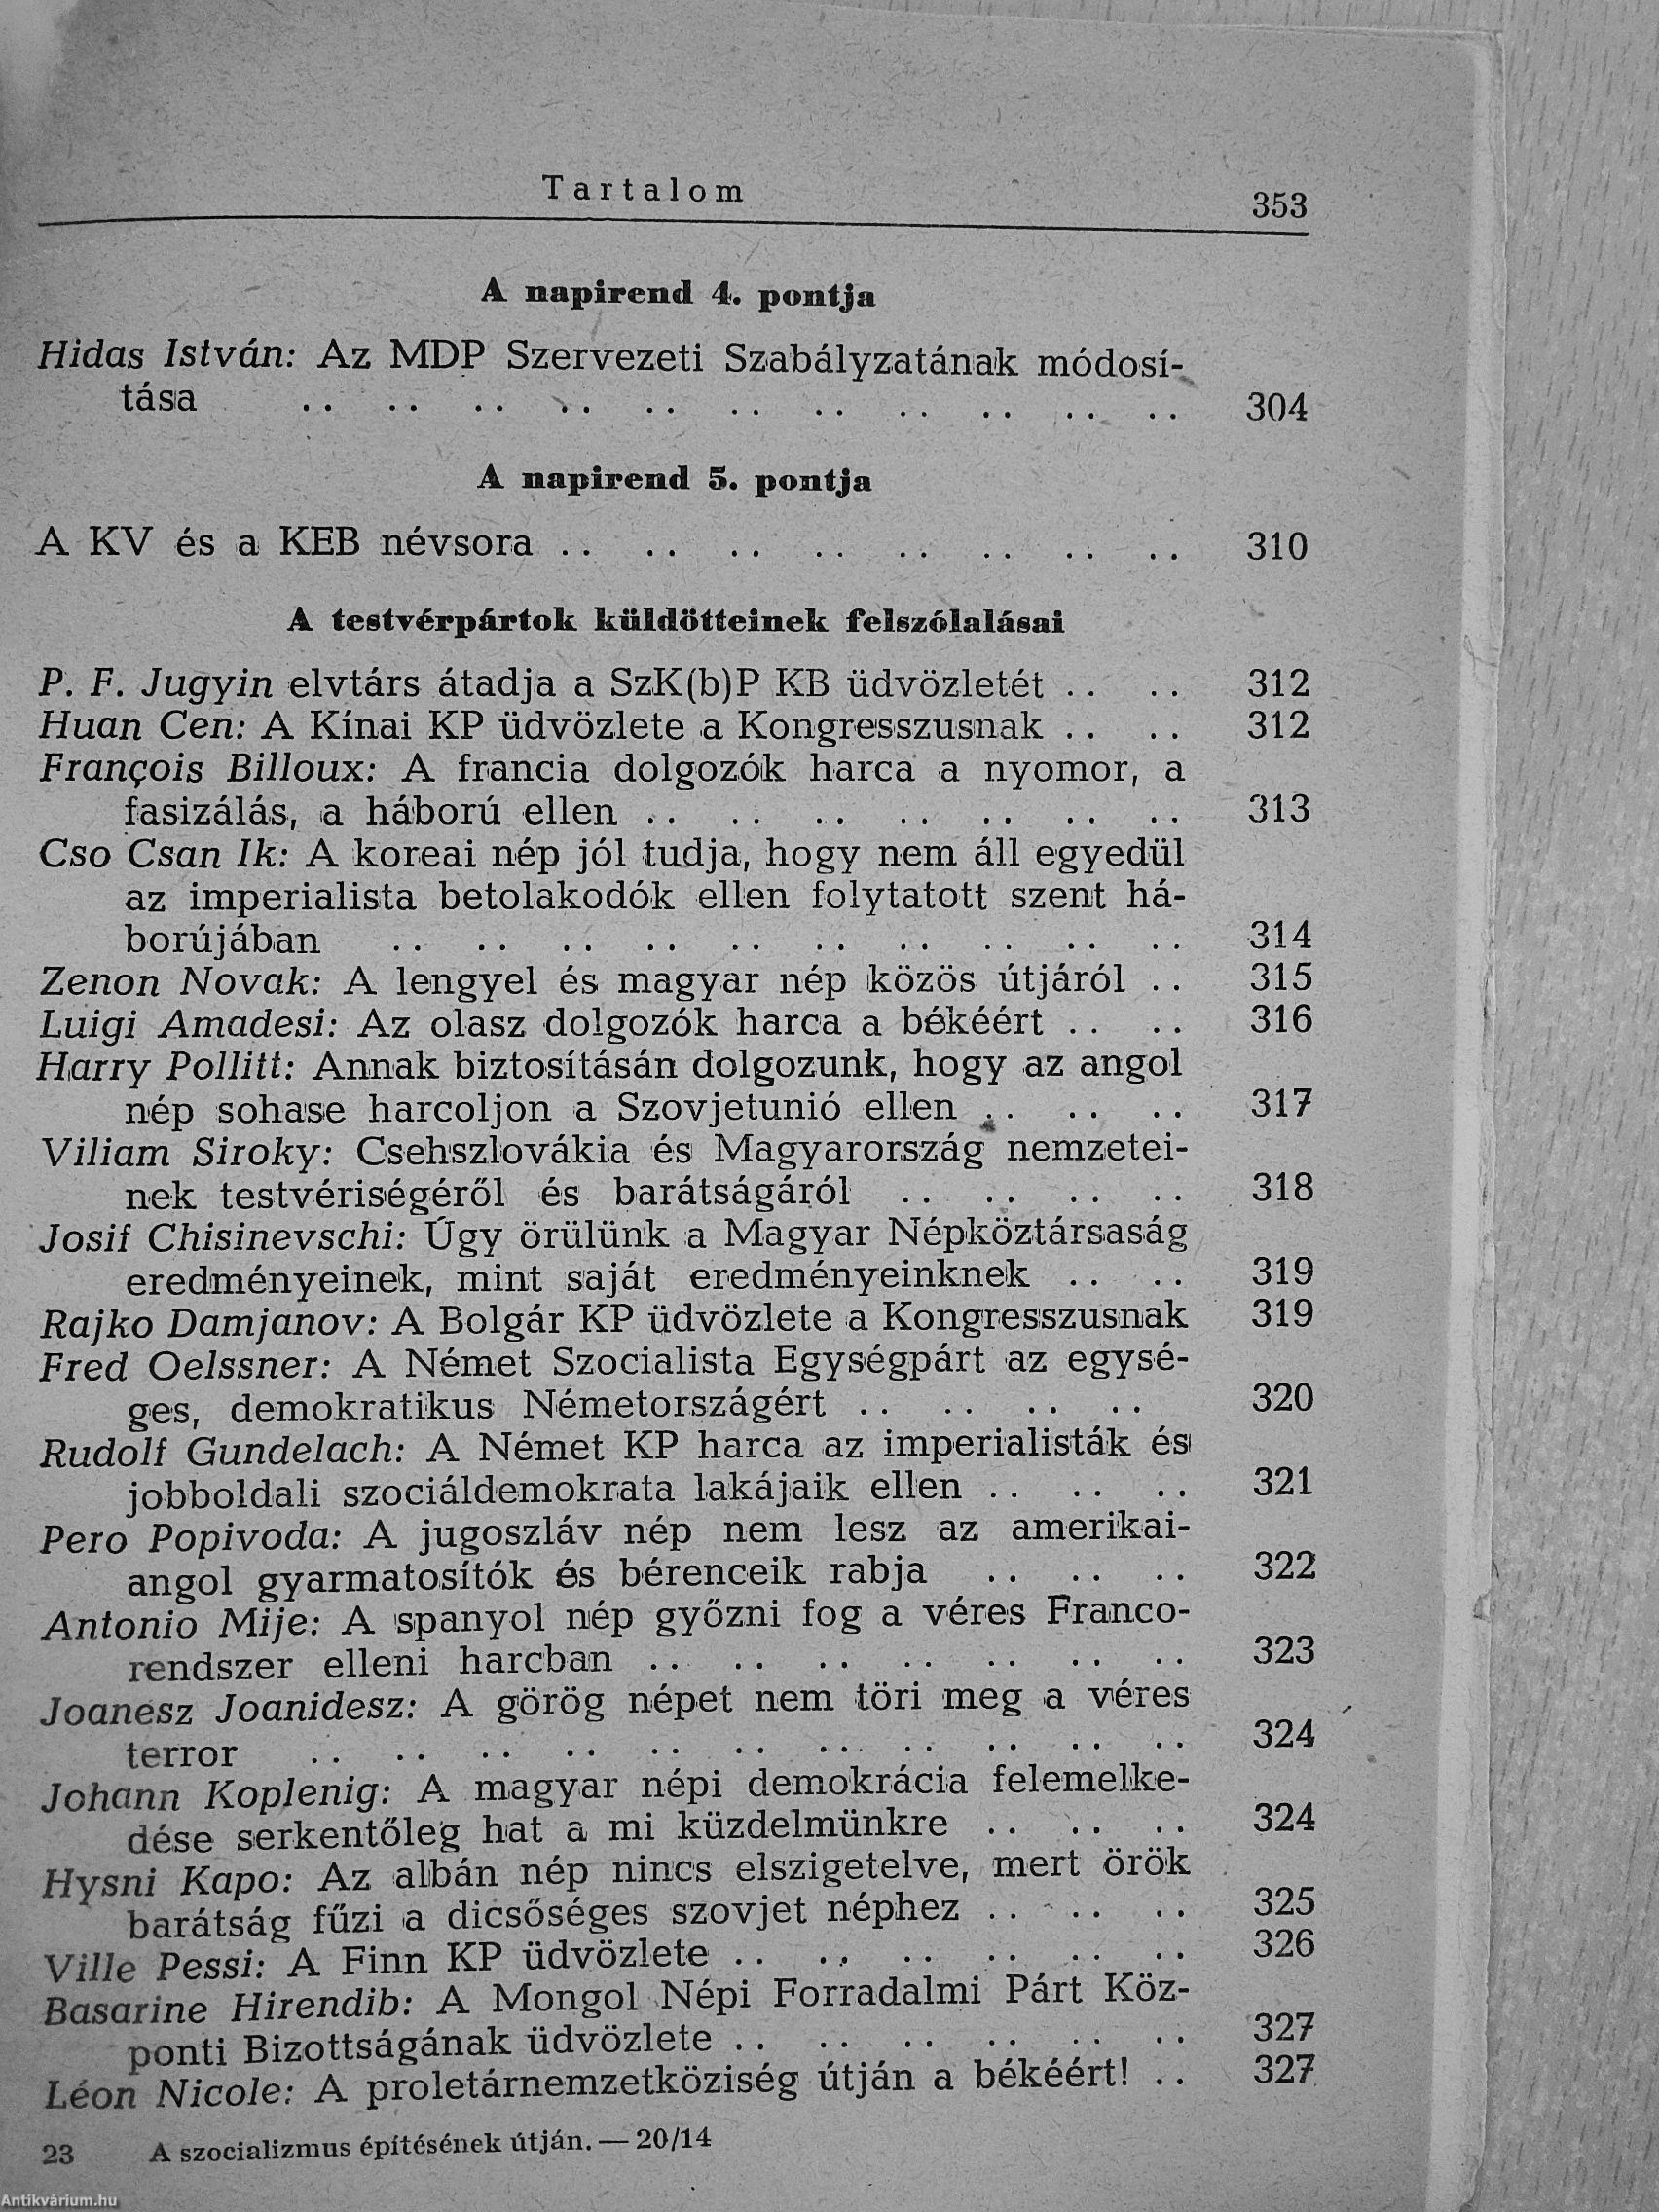 Tartalom 353
A napirend 4. pontja
Hidas István: Az MDP Szervezeti Szabályzatának módosí-
tása .. .. .. .. .. .. .. .. .. .. .. 304
A napirend 5. pontja
A KV és a KEB névsora .. .. .. .. .. .. .. .. 310
A testvérpártok küldötteinek felszólalásai
P. F. Jugyin elvtárs átadja a SzK(b)P KB üdvözletét .. .. 312
Huan Cen: A Kínai KP üdvözlete a Kongresszusnak .. .. 312
François Billoux: A francia dolgozók harca a nyomor, a
fasizálás, a háború ellen .. .. .. .. .. .. .. 313
Cso Csan Ik: A koreai nép jól tudja, hogy nem áll egyedül
az imperialista betolakodók ellen folytatott szent há-
borújában .. .. .. .. .. .. .. .. .. .. 314
Zenon Novak: A lengyel és magyar nép közös útjáról .. 315
Luigi Amadesi: Az olasz dolgozók harca a békéért .. .. 316
Harry Pollitt: Annak biztosításán dolgozunk, hogy az angol
nép sohase harcoljon a Szovjetunió ellen .. .. .. 317
Viliam Siroky: Csehszlovákia és Magyarország nemzetei-
nek testvériségéről és barátságáról .. .. .. .. 318
Josif Chisinevschi: Úgy örülünk a Magyar Népköztársaság
eredményeinek, mint saját eredményeinknek .. .. 319
Rajko Damjanov: A Bolgár KP üdvözlete a Kongresszusnak 319
Fred Oelssner: A Német Szocialista Egységpárt az egysé-
ges, demokratikus Németországért .. .. .. .. 320
Rudolf Gundelach: A Német KP harca az imperialisták és
jobboldali szociáldemokrata lakájaik ellen .. .. .. 321
Pero Popivoda: A jugoszláv nép nem lesz az amerikai-
angol gyarmatosítók és bérenceik rabja .. .. .. 322
Antonio Mije: A spanyol nép győzni fog a véres Franco-
rendszer elleni harcban .. .. .. .. .. .. .. 323
Joanesz Joanidesz: A görög népet nem töri meg a véres
terror .. .. .. .. .. .. .. .. .. .. .. 324
Johann Koplenig: A magyar népi demokrácia felemelke-
dése serkentőleg hat a mi küzdelmünkre .. .. .. 324
Hysni Kapo: Az albán nép nincs elszigetelve, mert örök
barátság fűzi a dicsőséges szovjet néphez .. .. .. 325
Ville Pessi: A Finn KP üdvözlete .. .. .. .. .. .. 326
Basarine Hirendib: A Mongol Népi Forradalmi Párt Köz-
ponti Bizottságának üdvözlete .. .. .. .. .. .. 327
Léon Nicole: A proletárnemzetköziség útján a békéért! .. 327
23 A szocializmus építésének útján. — 20/14
Antikvárium.hu